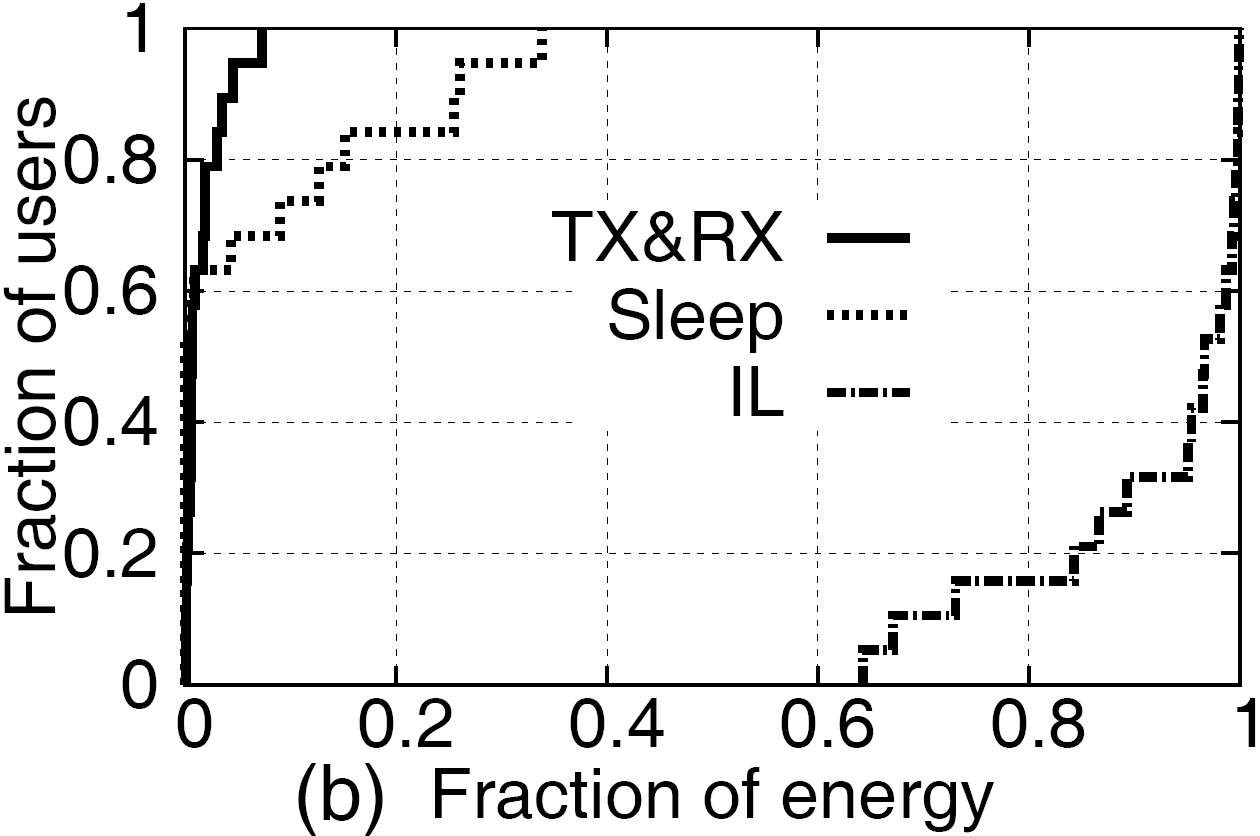 1
0.8
0.6
0.4
0.2
0
Fraction of users
TX&RX
Sleep
IL
0 0.2 0.4 0.6 0.8 1
(b) Fraction of energy